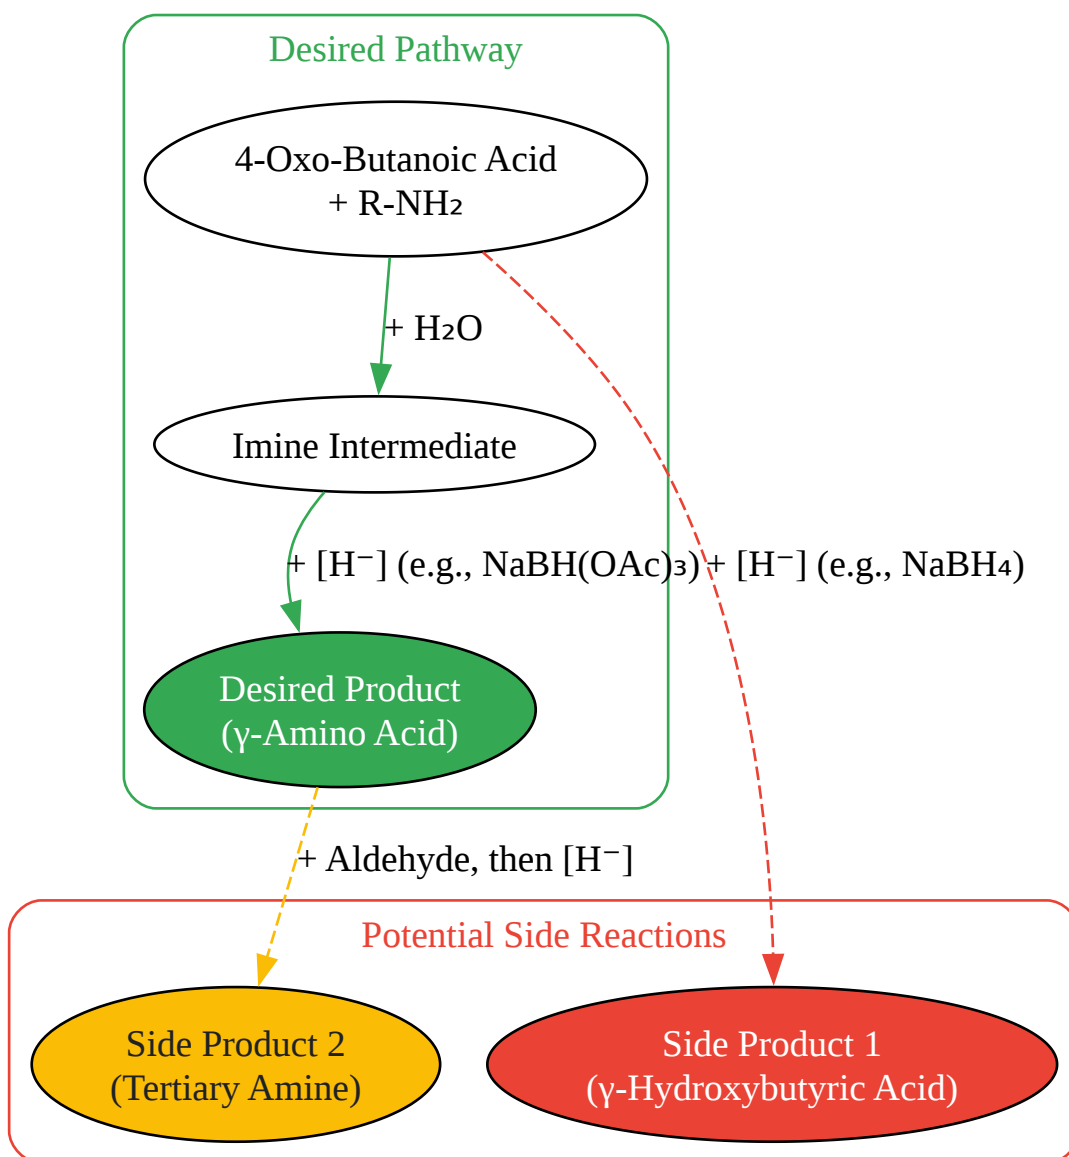 Desired Pathway
4-Oxo-Butanoic Acid
+ R-NH₂
+ H₂O
Imine Intermediate
+ [H⁻] (e.g., NaBH(OAc)₃)
+ [H⁻] (e.g., NaBH₄)
Desired Product
(γ-Amino Acid)
+ Aldehyde, then [H⁻]
Potential Side Reactions
Side Product 2
(Tertiary Amine)
Side Product 1
(γ-Hydroxybutyric Acid)